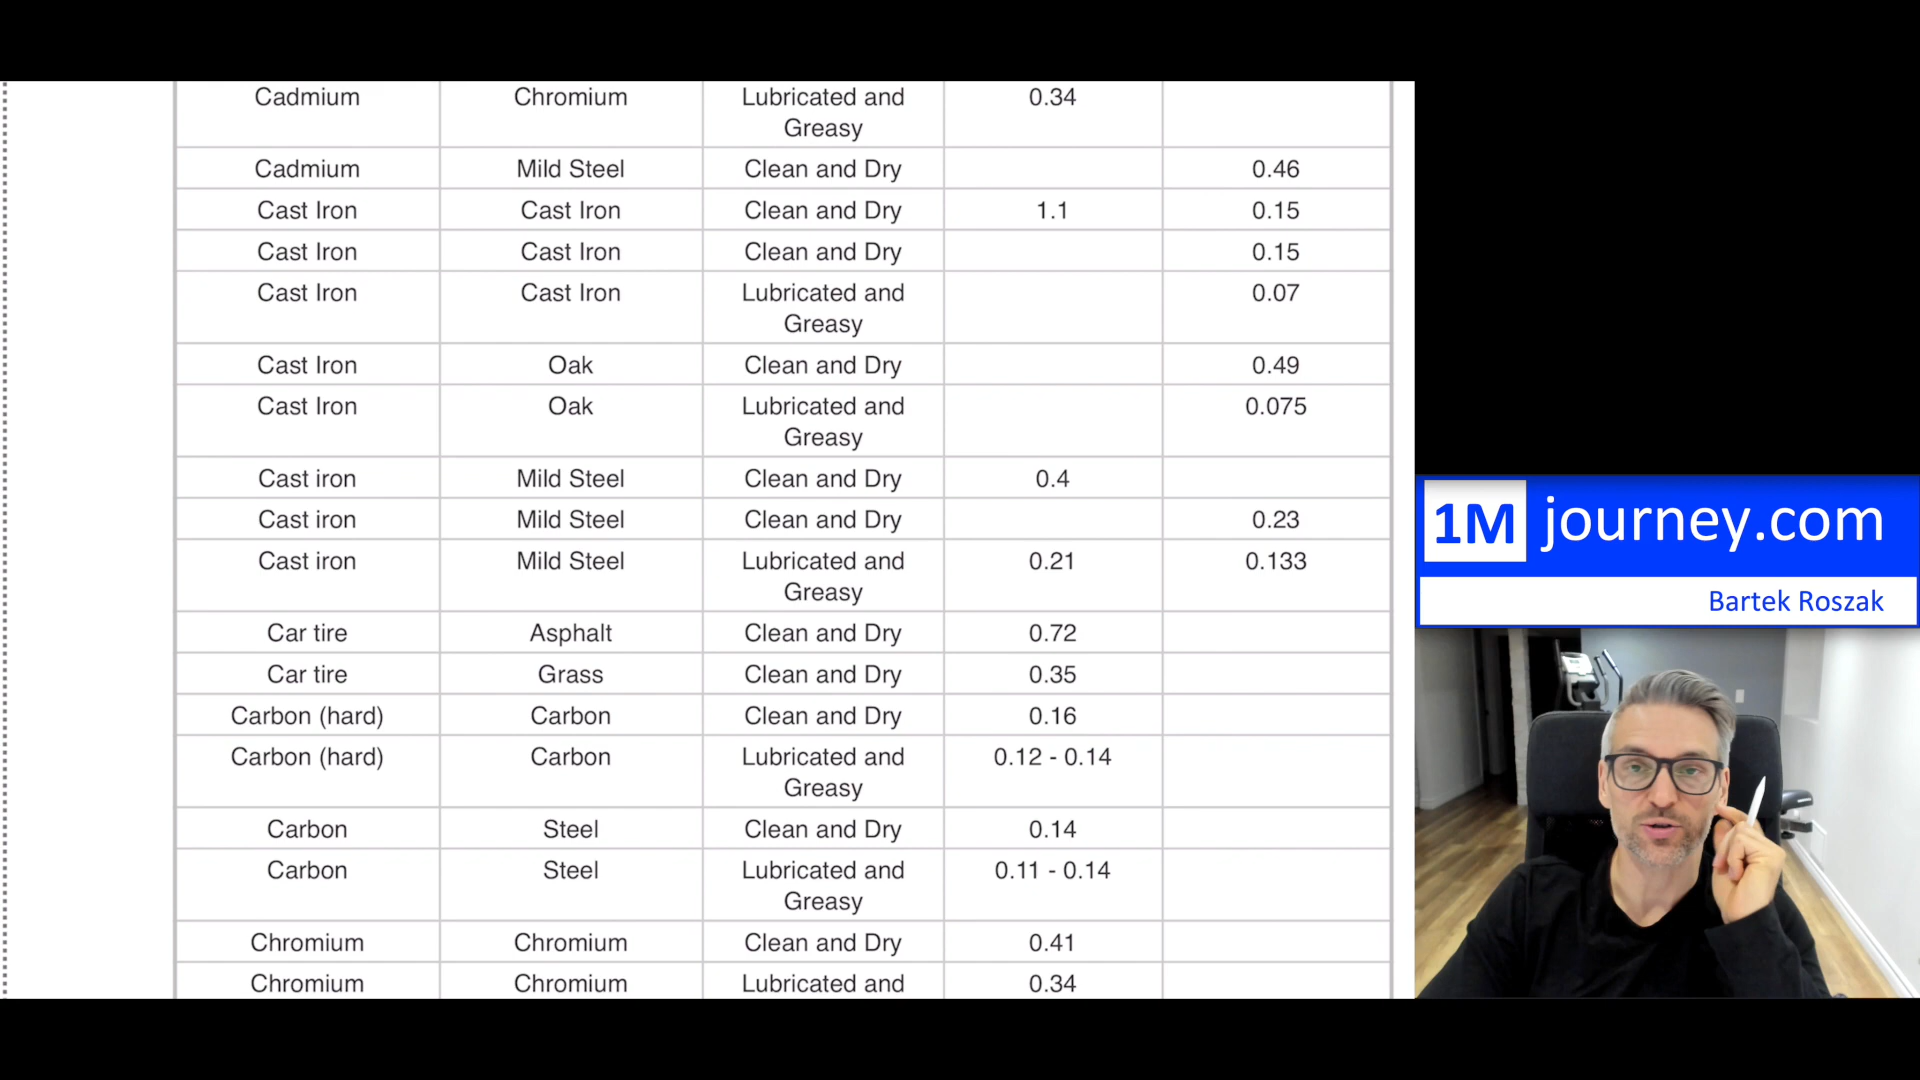 Cadmium Chromium Lubricated and 0.34
Greasy
Cadmium Mild Steel Clean and Dry 0.46
Cast Iron Cast Iron Clean and Dry 1.1 0.15
Cast Iron Cast Iron Clean and Dry 0.15
Cast Iron Cast Iron Lubricated and 0.07
Greasy
Cast Iron Oak Clean and Dry 0.49
Cast Iron Oak Lubricated and 0.075
Greasy
Cast iron Mild Steel Clean and Dry 0.4
Cast iron Mild Steel Clean and Dry 0.23
Cast iron Mild Steel Lubricated and 0.21 0.133
Greasy
Car tire Asphalt Clean and Dry 0.72
Car tire Grass Clean and Dry 0.35
Carbon (hard) Carbon Clean and Dry 0.16
Carbon (hard) Carbon Lubricated and 0.12 - 0.14
Greasy
Carbon Steel Clean and Dry 0.14
Carbon Steel Lubricated and 0.11 - 0.14
Greasy
Chromium Chromium Clean and Dry 0.41
Chromium Chromium Lubricated and 0.34
1M journey.com
Bartek Roszak